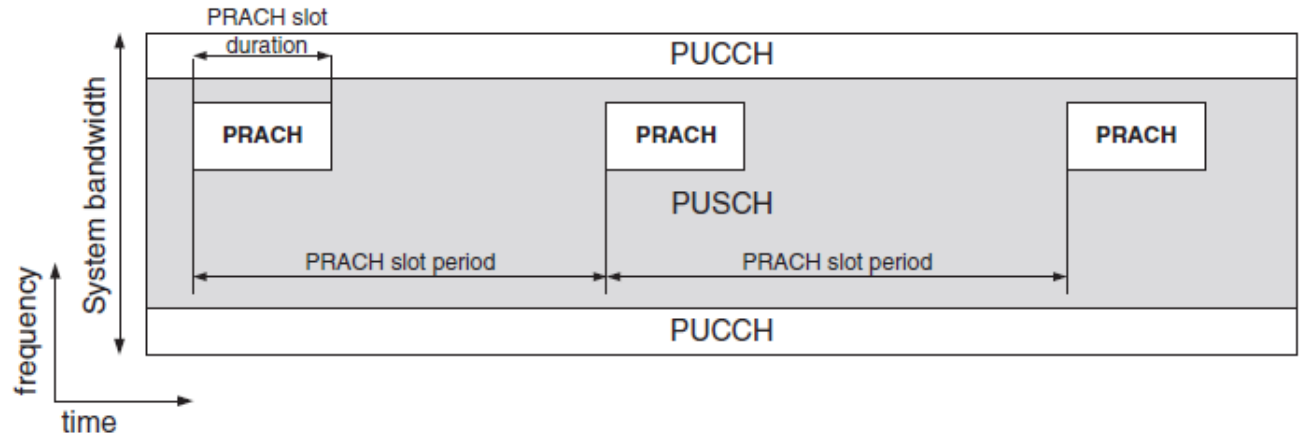 PRACH slot
duration
PUCCH
System bandwidth
PRACH
PRACH
PRACH
PUSCH
PRACH slot period
PRACH slot period
PUCCH
frequency
time